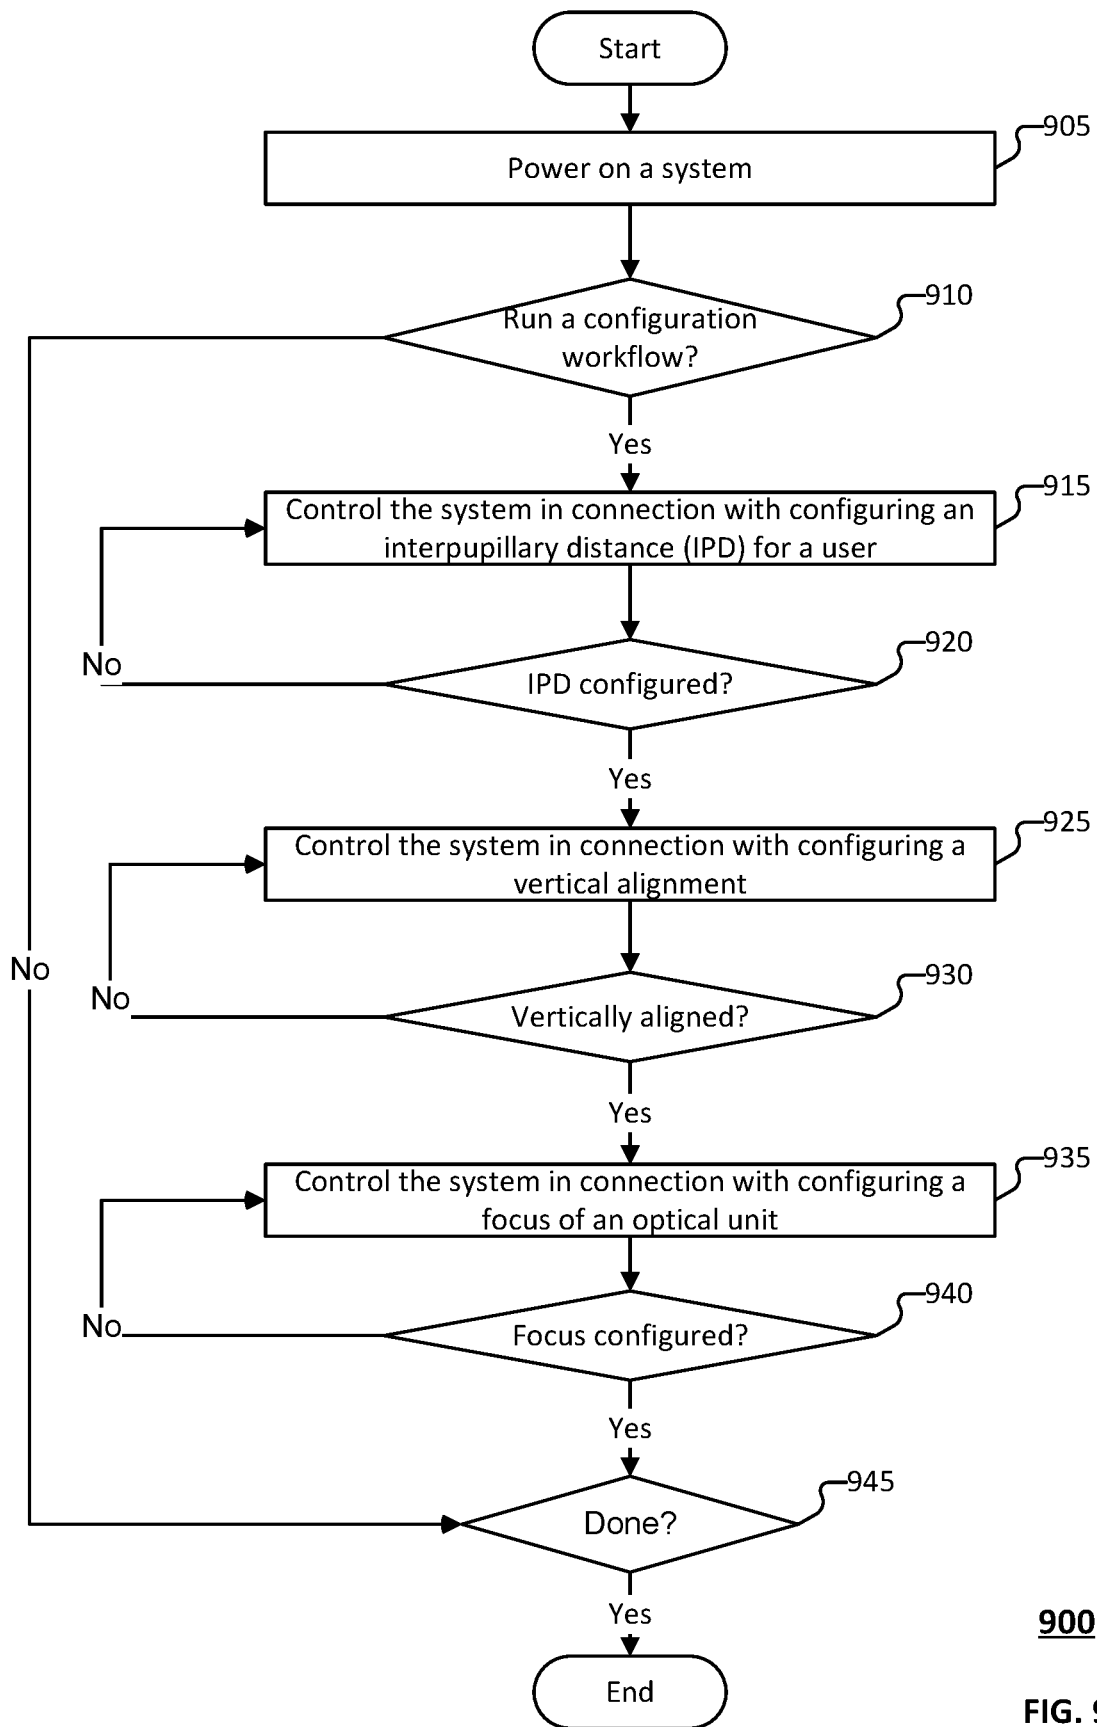 Start
Power on a system
905
Run a configuration
workflow?
910
Yes
Control the system in connection with configuring an
interpupillary distance (IPD) for a user
915
No
IPD configured?
920
Yes
Control the system in connection with configuring a
vertical alignment
925
No
No
Vertically aligned?
930
Yes
Control the system in connection with configuring a
focus of an optical unit
935
No
Focus configured?
940
Yes
Done?
945
Yes
End
900
FIG. 9